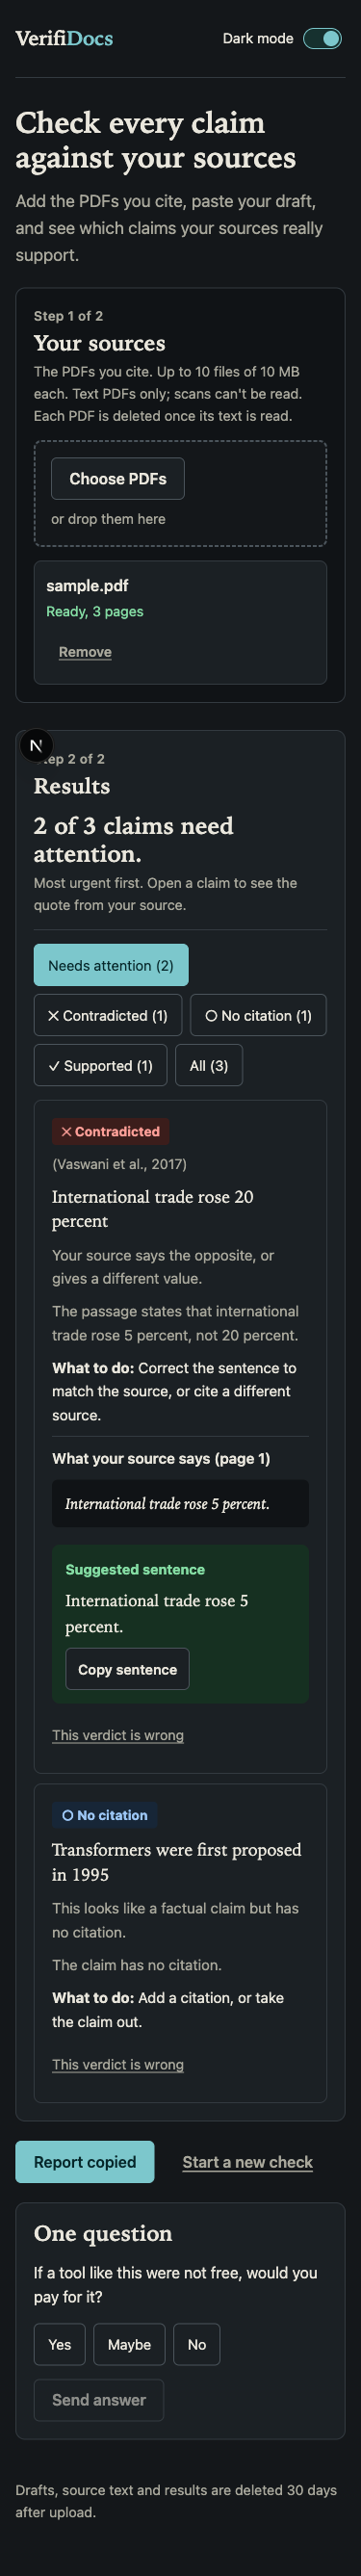 VerifiDocs
Dark mode
Check every claim
against your sources
Add the PDFs you cite, paste your draft,
and see which claims your sources really
support.
Step 1 of 2
Your sources
The PDFs you cite. Up to 10 files of 10 MB
each. Text PDFs only; scans can't be read.
Each PDF is deleted once its text is read.
Choose PDFs
or drop them here
sample.pdf
Ready, 3 pages
Remove
N
2 of 2
Results
2 of 3 claims need
attention.
Most urgent first. Open a claim to see the
quote from your source.
Needs attention (2)
Contradicted (1)
No citation (1)
Supported (1)
All (3)
Contradicted
(Vaswani et al., 2017)
International trade rose 20
percent
Your source says the opposite, or
gives a different value.
The passage states that international
trade rose 5 percent, not 20 percent.
What to do: Correct the sentence to
match the source, or cite a different
source.
What your source says (page 1)
International trade rose 5 percent.
Suggested sentence
International trade rose 5
percent.
Copy sentence
This verdict is wrong
No citation
Transformers were first proposed
in 1995
This looks like a factual claim but has
no citation.
The claim has no citation.
What to do: Add a citation, or take
the claim out.
This verdict is wrong
Report copied
Start a new check
One question
If a tool like this were not free, would you
pay for it?
Yes
Maybe
No
Send answer
Drafts, source text and results are deleted 30 days
after upload.